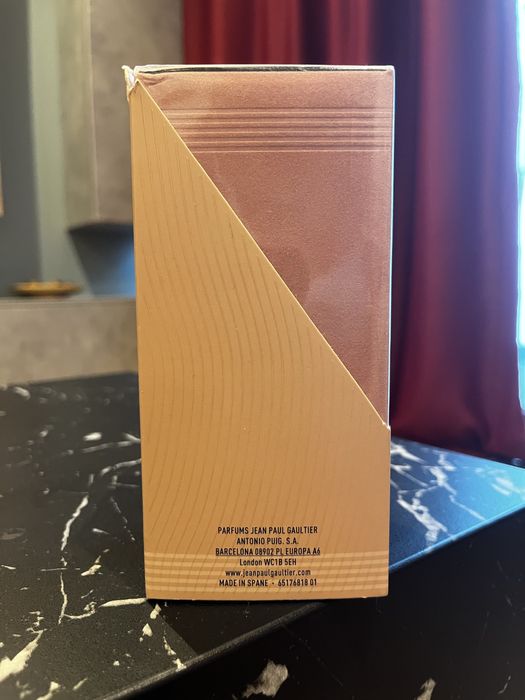 PARFUMS JEAN PAUL GAULTIER
ANTONIO PUIG, S.A.
BARCELONA 08902 PL EUROPA A6
London WC1B 5EH
www.jeanpaulgaultier.com
MADE IN SPANE • 65176818 01